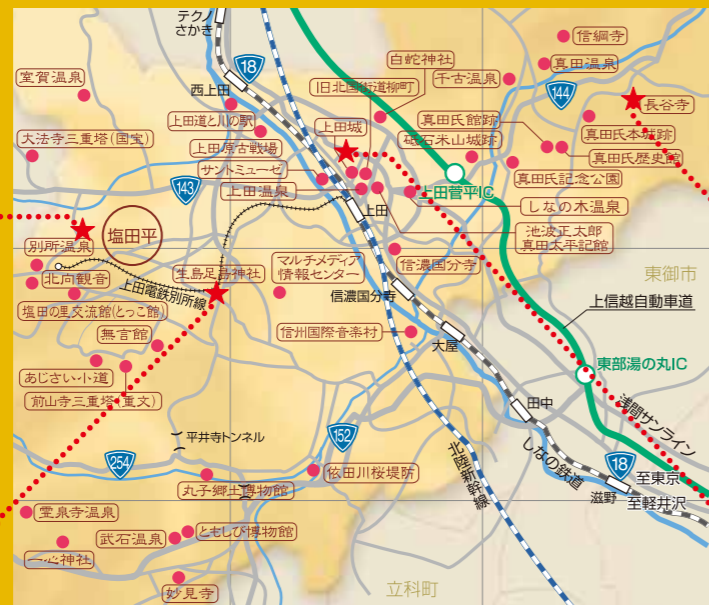 テクノ
さかき
18
西上田
室賀温泉
上田道と川の駅
大法寺三重塔(国宝)
上田原古戦場
サントミューゼ
143
上田温泉
白蛇神社
旧北国街道柳町
上田城
千古温泉
信綱寺
真田温泉
144
長谷寺
真田氏館跡
真田氏本城跡
砥石米山城跡
真田氏歴史館
真田氏記念公園
上田菅平IC
しなの木温泉
上田
池波正太郎
真田太平記館
塩田平
別所温泉
北向観音
上田電鉄別所線
生島足島神社
マルチメディア
情報センター
信濃国分寺
信濃国分寺
東御市
上信越自動車道
塩田の里交流館(とっこ館)
無言館
あじさい小道
前山寺三重塔(重文)
信州国際音楽村
大屋
東部湯の丸IC
田中
浅間サンライン
平井寺トンネル
152
254
丸子郷土博物館
依田川桜堤防
北陸新幹線
しなの鉄道
18
滋野
至東京
至軽井沢
霊泉寺温泉
一心神社
武石温泉
ともしび博物館
妙見寺
立科町